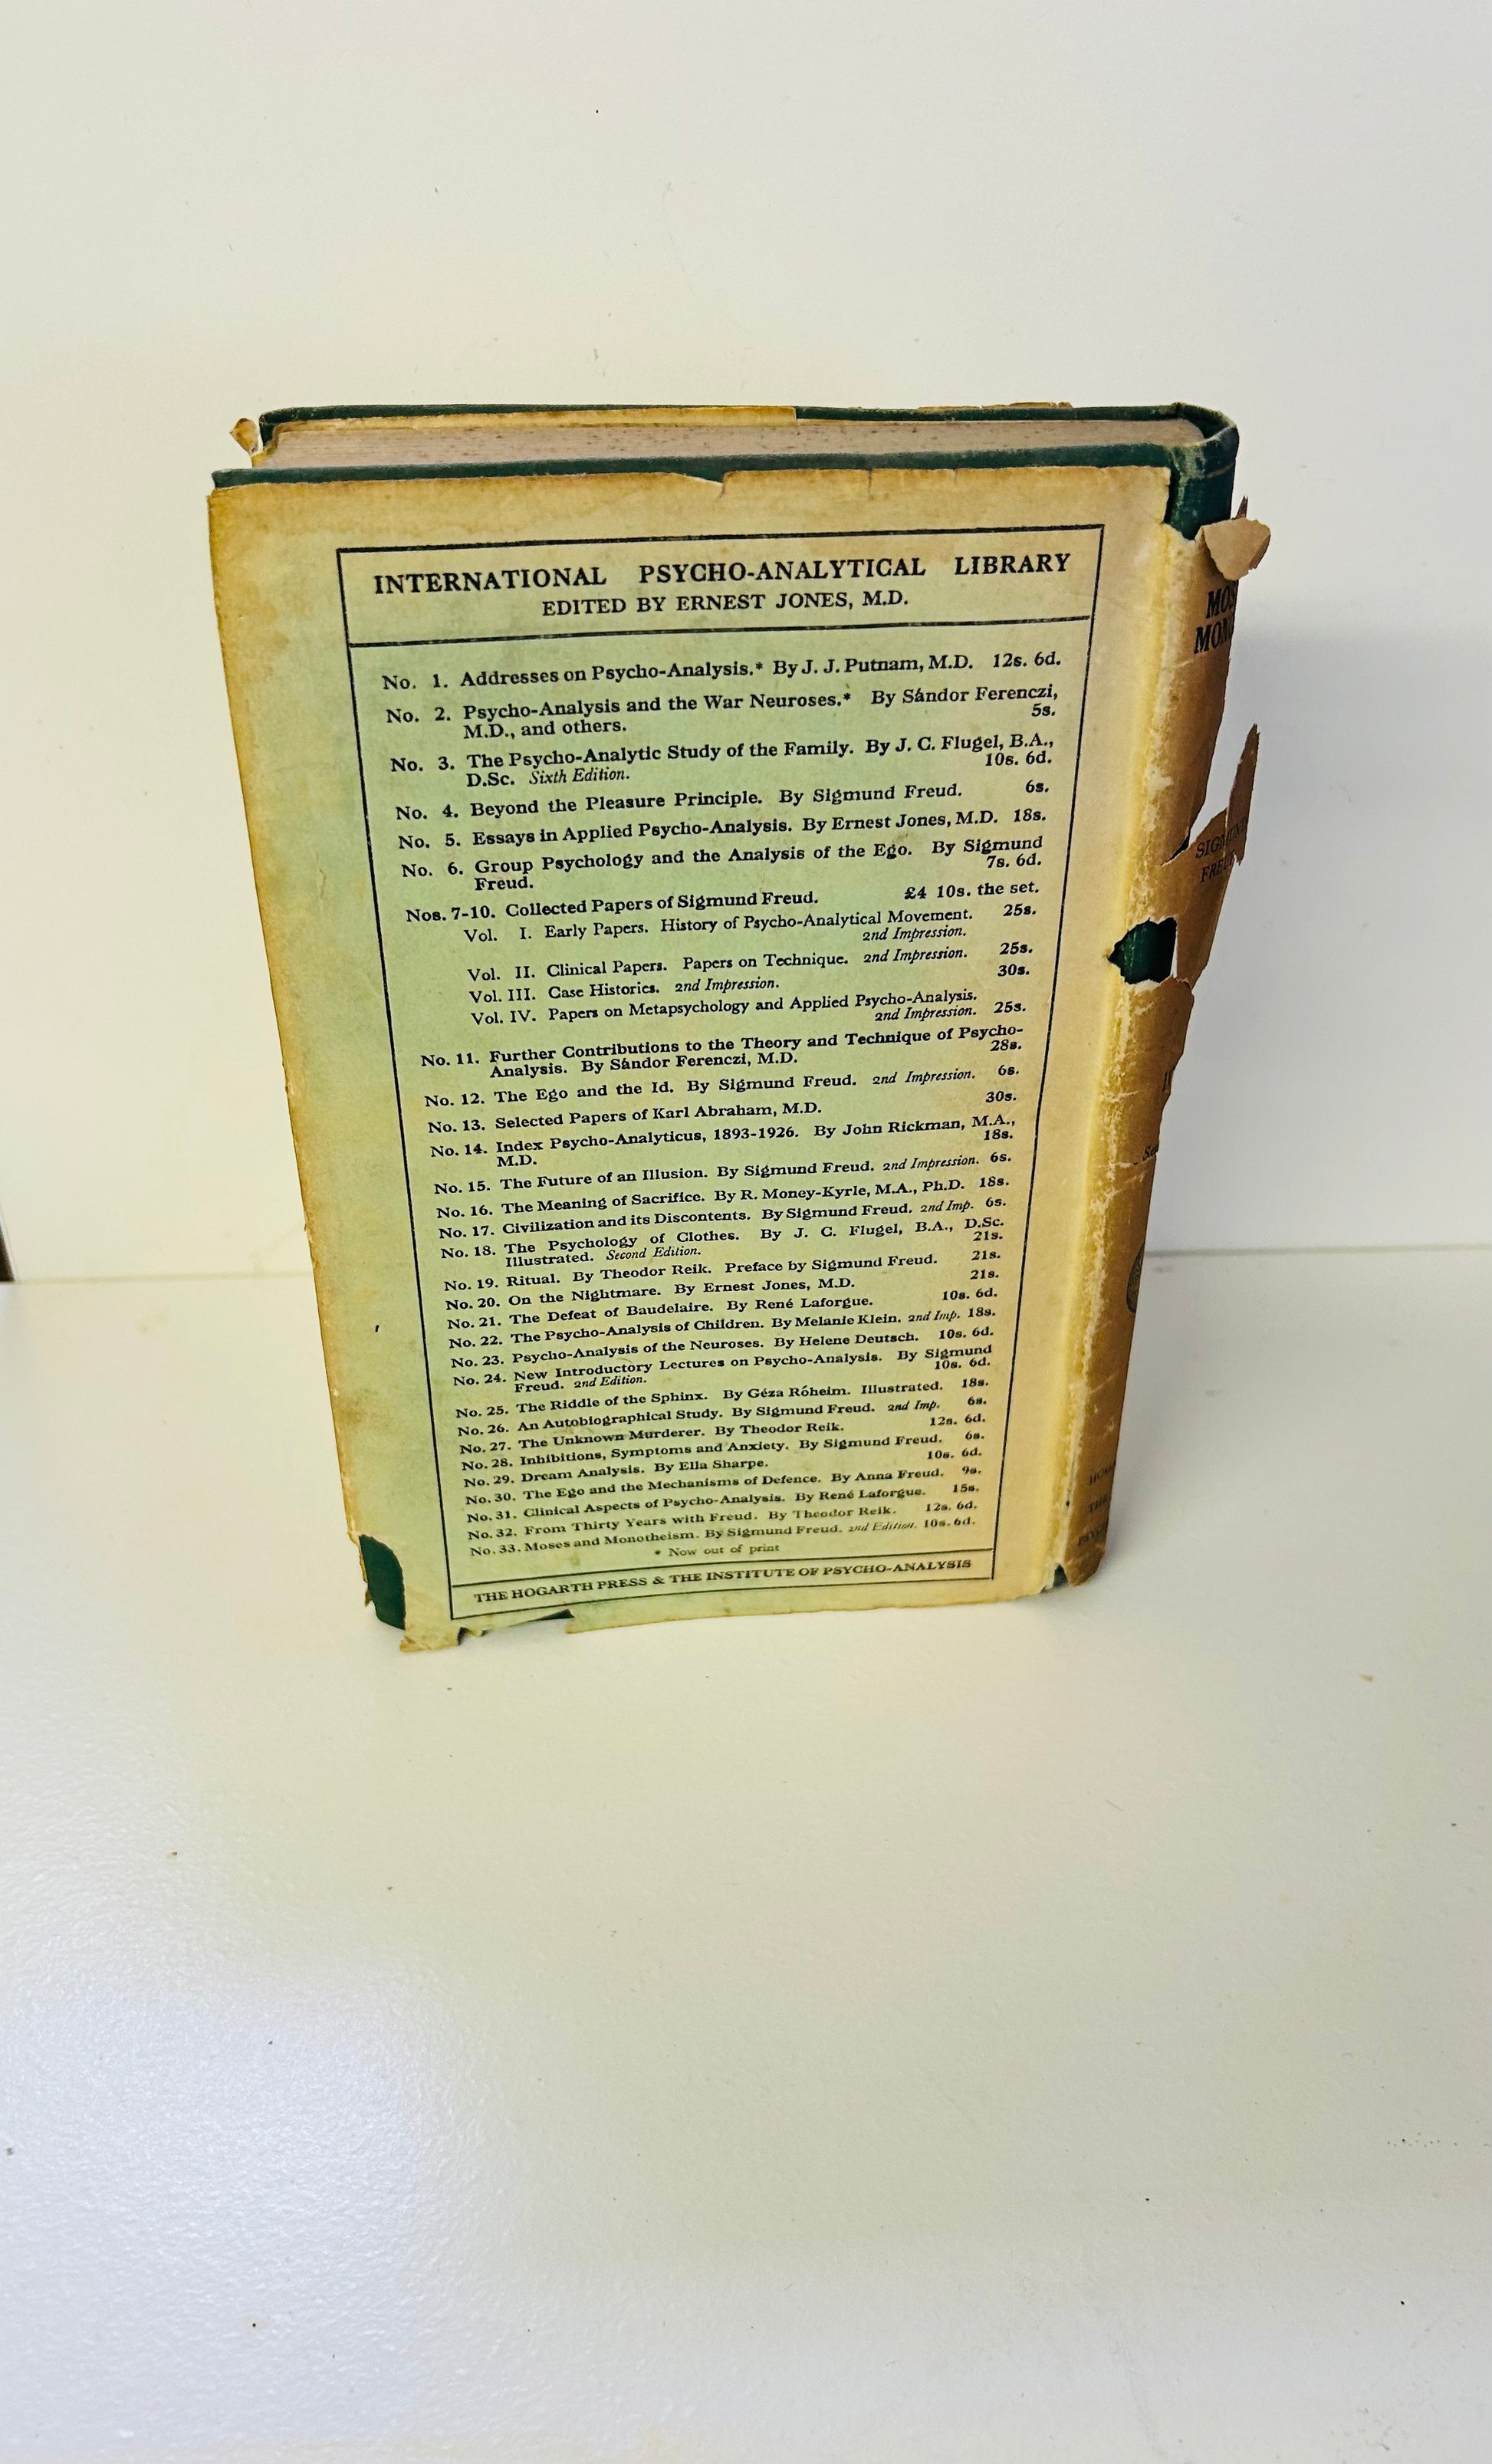 INTERNATIONAL PSYCHO-ANALYTICAL LIBRARY
EDITED BY ERNEST JONES, M.D.
No. 1. Addresses on Psycho-Analysis.* By J. J. Putnam, M.D. 12s. 6d.
No. 2. Psycho-Analysis and the War Neuroses.* By Sándor Ferenczi,
M.D., and others. 5s.
No. 3. The Psycho-Analytic Study of the Family. By J. C. Flugel, B.A.,
D.Sc. Sixth Edition. 10s. 6d.
No. 4. Beyond the Pleasure Principle. By Sigmund Freud. 6s.
No. 5. Essays in Applied Psycho-Analysis. By Ernest Jones, M.D. 18s.
No. 6. Group Psychology and the Analysis of the Ego. By Sigmund
Freud. 7s. 6d.
Nos. 7-10. Collected Papers of Sigmund Freud. £4 10s. the set.
Vol. I. Early Papers. History of Psycho-Analytical Movement. 25s.
2nd Impression.
Vol. II. Clinical Papers. Papers on Technique. 2nd Impression. 25s.
Vol. III. Case Histories. 2nd Impression. 30s.
Vol. IV. Papers on Metapsychology and Applied Psycho-Analysis.
2nd Impression. 25s.
No. 11. Further Contributions to the Theory and Technique of Psycho-
Analysis. By Sándor Ferenczi, M.D. 28s.
No. 12. The Ego and the Id. By Sigmund Freud. 2nd Impression. 6s.
No. 13. Selected Papers of Karl Abraham, M.D. 30s.
No. 14. Index Psycho-Analyticus, 1893-1926. By John Rickman, M.A.,
M.D. 18s.
No. 15. The Future of an Illusion. By Sigmund Freud. 2nd Impression. 6s.
No. 16. The Meaning of Sacrifice. By R. Money-Kyrle, M.A., Ph.D. 18s.
No. 17. Civilization and its Discontents. By Sigmund Freud. 2nd Imp. 6s.
No. 18. The Psychology of Clothes. By J. C. Flugel, B.A., D.Sc.
Illustrated. Second Edition. 21s.
No. 19. Ritual. By Theodor Reik. Preface by Sigmund Freud. 21s.
No. 20. On the Nightmare. By Ernest Jones, M.D. 21s.
No. 21. The Defeat of Baudelaire. By René Laforgue. 10s. 6d.
No. 22. The Psycho-Analysis of Children. By Melanie Klein. 2nd Imp. 18s.
No. 23. Psycho-Analysis of the Neuroses. By Helene Deutsch. 10s. 6d.
No. 24. New Introductory Lectures on Psycho-Analysis. By Sigmund
Freud. 2nd Edition. 10s. 6d.
No. 25. The Riddle of the Sphinx. By Géza Róheim. Illustrated. 18s.
No. 26. An Autobiographical Study. By Sigmund Freud. 2nd Imp. 6s.
No. 27. The Unknown Murderer. By Theodor Reik. 12s. 6d.
No. 28. Inhibitions, Symptoms and Anxiety. By Sigmund Freud. 6s.
No. 29. Dream Analysis. By Ella Sharpe. 10s. 6d.
No. 30. The Ego and the Mechanisms of Defence. By Anna Freud. 9s.
No. 31. Clinical Aspects of Psycho-Analysis. By René Laforgue. 15s.
No. 32. From Thirty Years with Freud. By Theodor Reik. 12s. 6d.
No. 33. Moses and Monotheism. By Sigmund Freud. 2nd Edition. 10s. 6d.
* Now out of print
THE HOGARTH PRESS & THE INSTITUTE OF PSYCHO-ANALYSIS